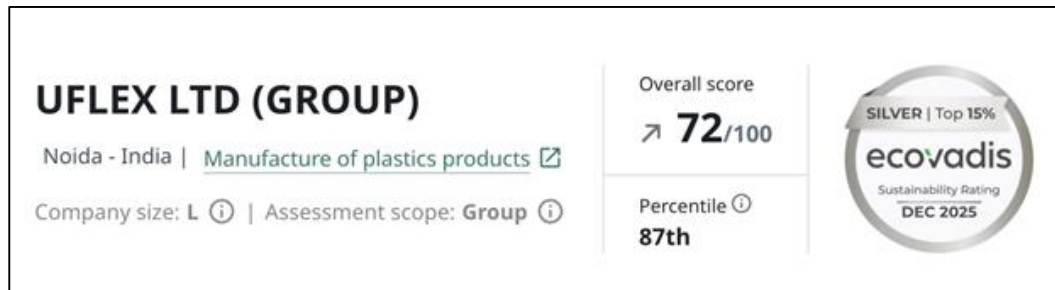 UFLEX LTD (GROUP)
Noida - India | Manufacture of plastics products
Company size: L | Assessment scope: Group
Overall score
72/100
Percentile
87th
SILVER | Top 15%
ecovadis
Sustainability Rating
DEC 2025